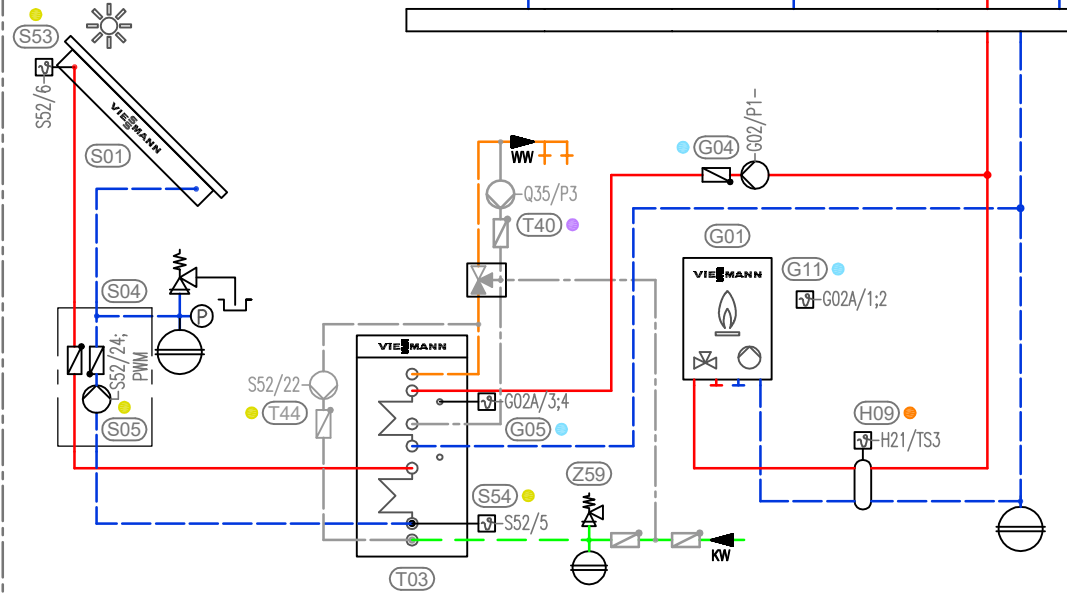 S53
S52/6
VIESSMANN
S01
WW
G04
G02/P1
Q35/P3
T40
G01
VIESMANN
G11
G02A/1;2
S04
P
S52/24;
PWM
S05
VIESMANN
S52/22
T44
G02A/3;4
G05
H09
H21/TS3
Z59
S54
S52/5
KW
T03